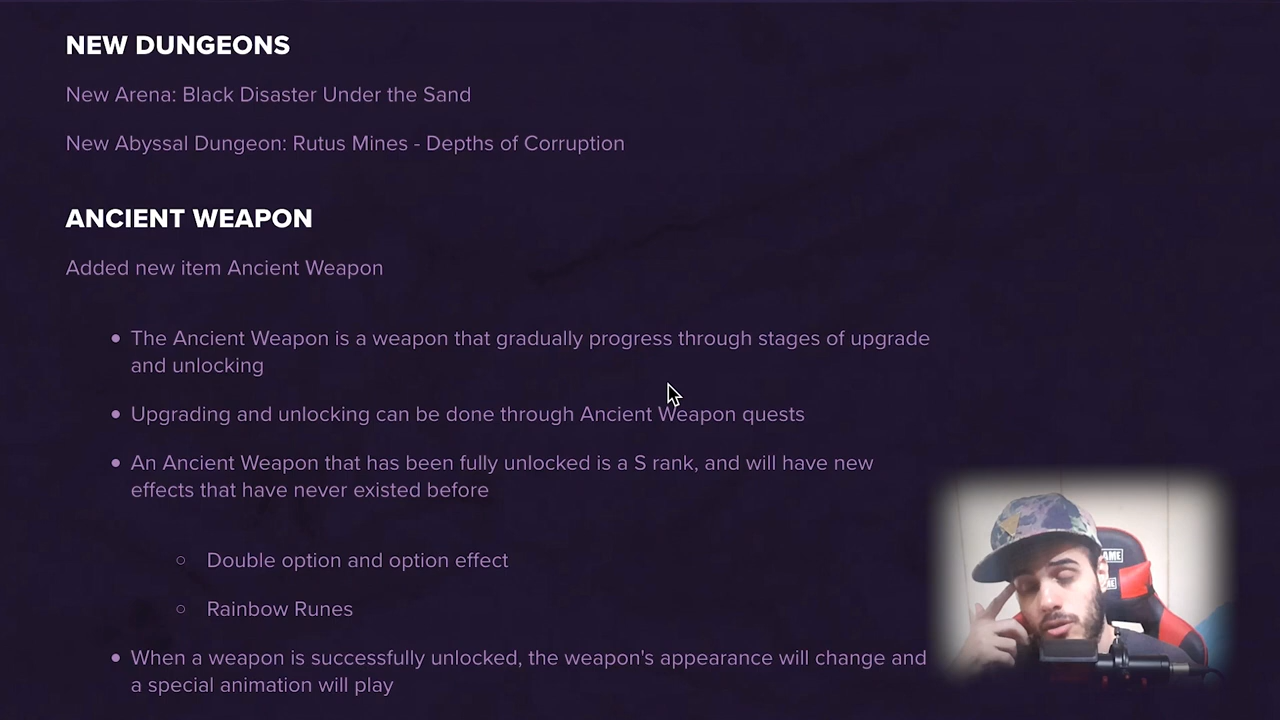 NEW DUNGEONS
New Arena: Black Disaster Under the Sand
New Abyssal Dungeon: Rutus Mines - Depths of Corruption
ANCIENT WEAPON
Added new item Ancient Weapon
• The Ancient Weapon is a weapon that gradually progress through stages of upgrade
and unlocking
• Upgrading and unlocking can be done through Ancient Weapon quests
• An Ancient Weapon that has been fully unlocked is a S rank, and will have new
effects that have never existed before
○ Double option and option effect
○ Rainbow Runes
• When a weapon is successfully unlocked, the weapon's appearance will change and
a special animation will play